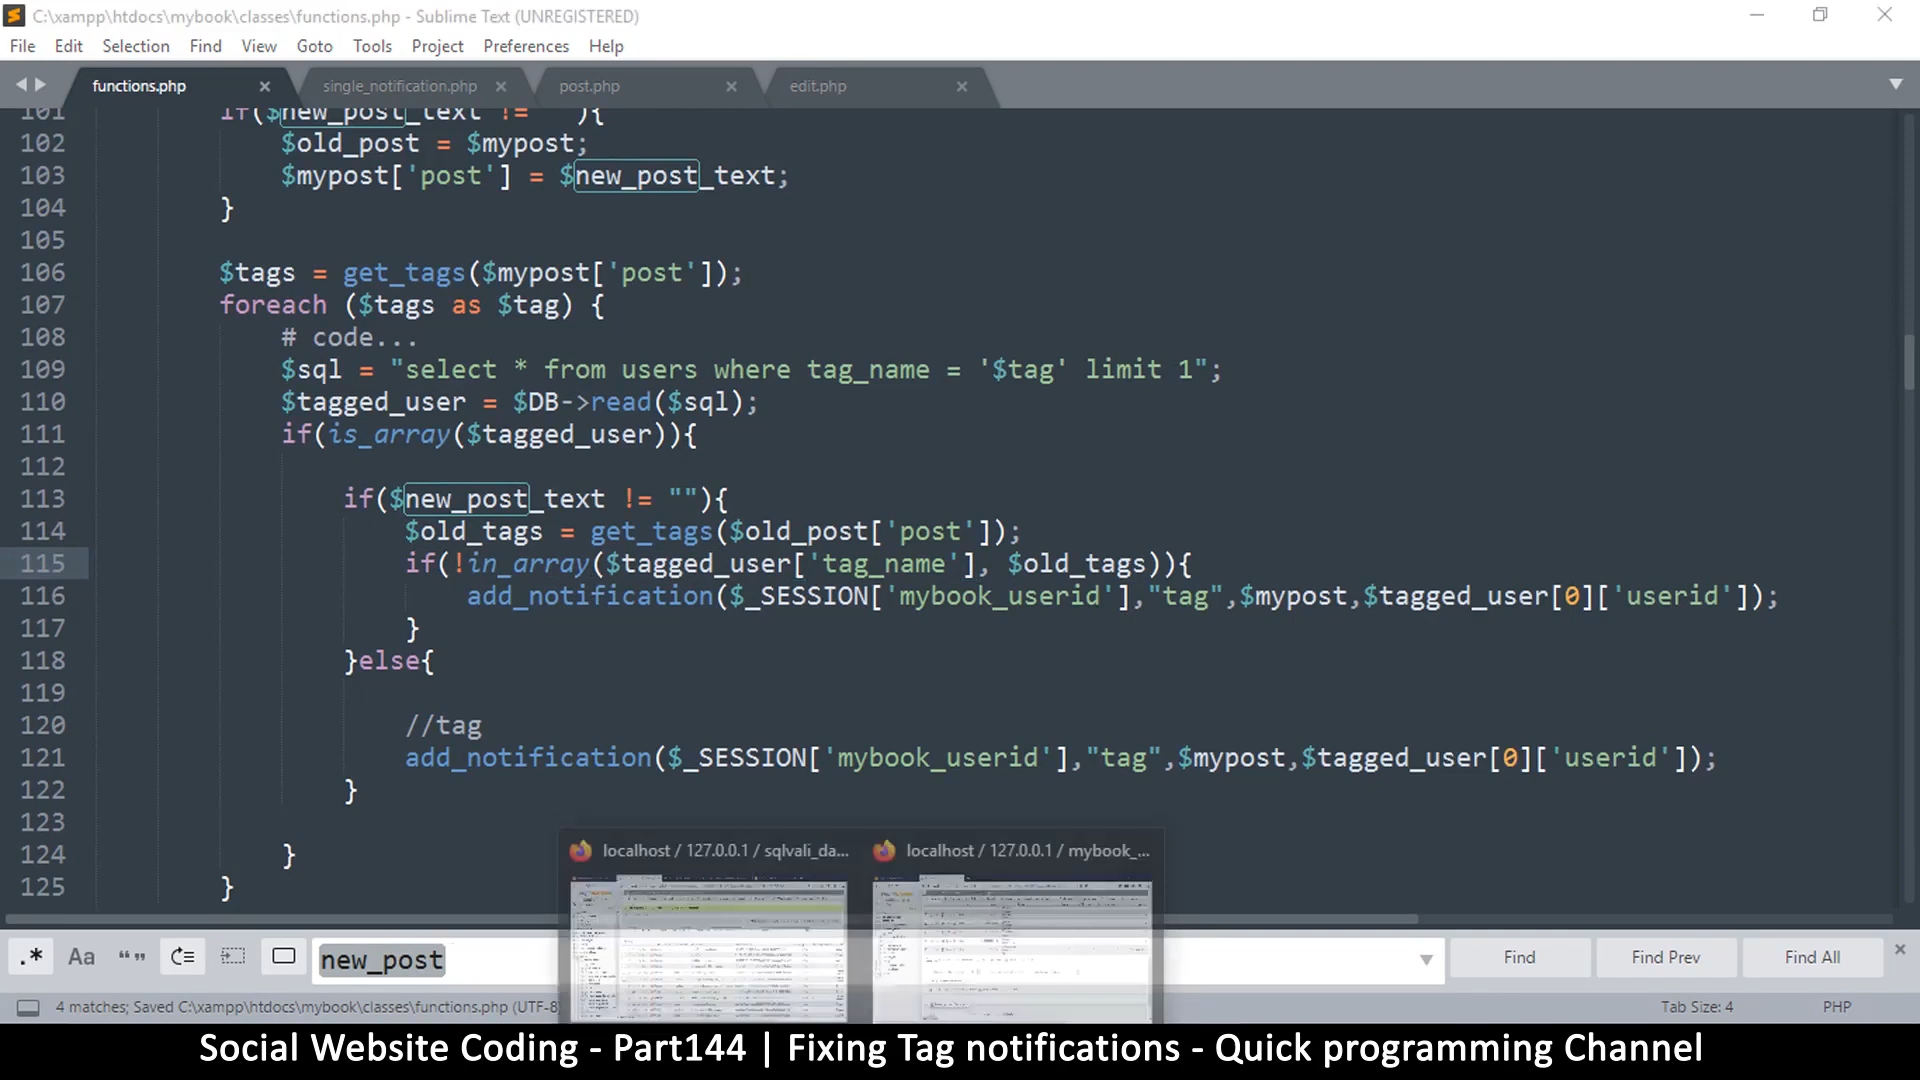 C:\xampp\htdocs\mybook\classes\functions.php - Sublime Text (UNREGISTERED)
File Edit Selection Find View Goto Tools Project Preferences Help
functions.php single_notification.php post.php edit.php
101 if($new_post_text != ""){
102 $old_post = $mypost;
103 $mypost['post'] = $new_post_text;
104 }
105
106 $tags = get_tags($mypost['post']);
107 foreach ($tags as $tag) {
108 # code...
109 $sql = "select * from users where tag_name = '$tag' limit 1";
110 $tagged_user = $DB->read($sql);
111 if(is_array($tagged_user)){
112
113 if($new_post_text != ""){
114 $old_tags = get_tags($old_post['post']);
115 if(!in_array($tagged_user['tag_name'], $old_tags)){
116 add_notification($_SESSION['mybook_userid'],"tag",$mypost,$tagged_user[0]['userid']);
117 }
118 }else{
119
120 //tag
121 add_notification($_SESSION['mybook_userid'],"tag",$mypost,$tagged_user[0]['userid']);
122 }
123
124 }
125 }
localhost / 127.0.0.1 / sqlvali_da... localhost / 127.0.0.1 / mybook_...
.* Aa “” new_post Find Find Prev Find All
4 matches; Saved C:\xampp\htdocs\mybook\classes\functions.php (UTF-8 Tab Size: 4 PHP
Social Website Coding - Part144 | Fixing Tag notifications - Quick programming Channel